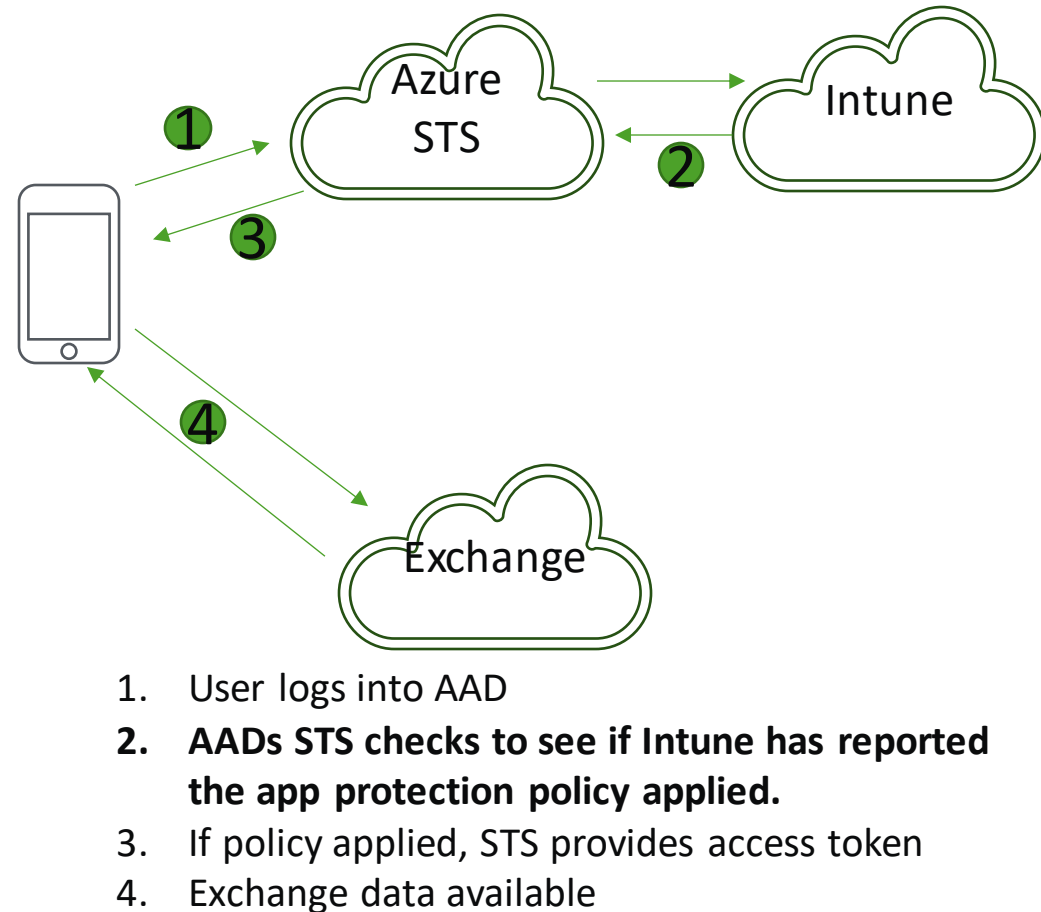 Azure
STS
Intune
1
2
3
4
Exchange
1. User logs into AAD
2. AADs STS checks to see if Intune has reported
the app protection policy applied.
3. If policy applied, STS provides access token
4. Exchange data available